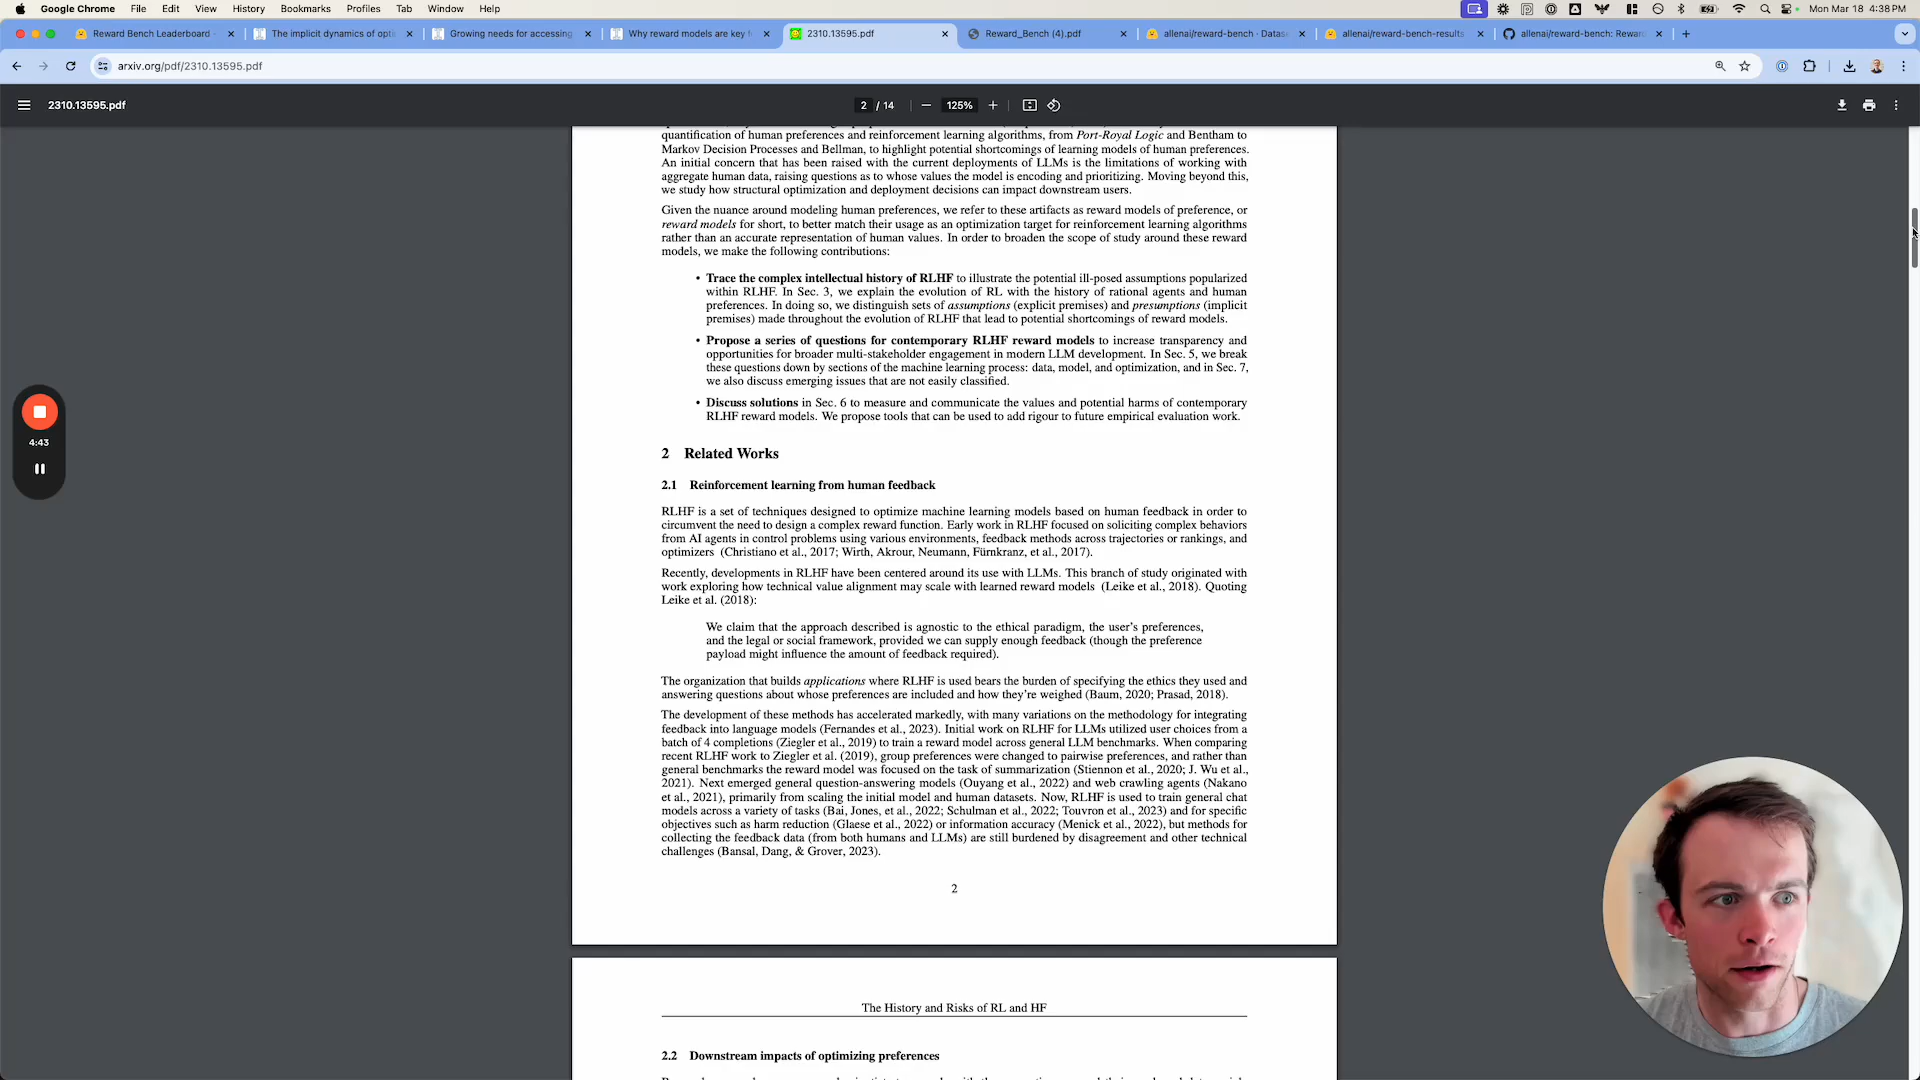 Google Chrome File Edit View History Bookmarks Profiles Tab Window Help
Mon Mar 18 4:38 PM
Reward Bench Leaderboard -
The implicit dynamics of opti
Growing needs for accessing
Why reward models are key f
2310.13595.pdf
Reward_Bench (4).pdf
allenai/reward-bench · Datas
allenai/reward-bench-results
allenai/reward-bench: Rewar
arxiv.org/pdf/2310.13595.pdf
2310.13595.pdf
2 / 14
125%
quantification of human preferences and reinforcement learning algorithms, from Port-Royal Logic and Bentham to
Markov Decision Processes and Bellman, to highlight potential shortcomings of learning models of human preferences.
An initial concern that has been raised with the current deployments of LLMs is the limitations of working with
aggregate human data, raising questions as to whose values the model is encoding and prioritizing. Moving beyond this,
we study how structural optimization and deployment decisions can impact downstream users.
Given the nuance around modeling human preferences, we refer to these artifacts as reward models of preference, or
reward models for short, to better match their usage as an optimization target for reinforcement learning algorithms
rather than an accurate representation of human values. In order to broaden the scope of study around these reward
models, we make the following contributions:
• Trace the complex intellectual history of RLHF to illustrate the potential ill-posed assumptions popularized
within RLHF. In Sec. 3, we explain the evolution of RL with the history of rational agents and human
preferences. In doing so, we distinguish sets of assumptions (explicit premises) and presumptions (implicit
premises) made throughout the evolution of RLHF that lead to potential shortcomings of reward models.
• Propose a series of questions for contemporary RLHF reward models to increase transparency and
opportunities for broader multi-stakeholder engagement in modern LLM development. In Sec. 5, we break
these questions down by sections of the machine learning process: data, model, and optimization, and in Sec. 7,
we also discuss emerging issues that are not easily classified.
• Discuss solutions in Sec. 6 to measure and communicate the values and potential harms of contemporary
RLHF reward models. We propose tools that can be used to add rigour to future empirical evaluation work.
4:43
2 Related Works
2.1 Reinforcement learning from human feedback
RLHF is a set of techniques designed to optimize machine learning models based on human feedback in order to
circumvent the need to design a complex reward function. Early work in RLHF focused on soliciting complex behaviors
from AI agents in control problems using various environments, feedback methods across trajectories or rankings, and
optimizers (Christiano et al., 2017; Wirth, Akrour, Neumann, Fürnkranz, et al., 2017).
Recently, developments in RLHF have been centered around its use with LLMs. This branch of study originated with
work exploring how technical value alignment may scale with learned reward models (Leike et al., 2018). Quoting
Leike et al. (2018):
We claim that the approach described is agnostic to the ethical paradigm, the user's preferences,
and the legal or social framework, provided we can supply enough feedback (though the preference
payload might influence the amount of feedback required).
The organization that builds applications where RLHF is used bears the burden of specifying the ethics they used and
answering questions about whose preferences are included and how they're weighed (Baum, 2020; Prasad, 2018).
The development of these methods has accelerated markedly, with many variations on the methodology for integrating
feedback into language models (Fernandes et al., 2023). Initial work on RLHF for LLMs utilized user choices from a
batch of 4 completions (Ziegler et al., 2019) to train a reward model across general LLM benchmarks. When comparing
recent RLHF work to Ziegler et al. (2019), group preferences were changed to pairwise preferences, and rather than
general benchmarks the reward model was focused on the task of summarization (Stiennon et al., 2020; J. Wu et al.,
2021). Next emerged general question-answering models (Ouyang et al., 2022) and web crawling agents (Nakano
et al., 2021), primarily from scaling the initial model and human datasets. Now, RLHF is used to train general chat
models across a variety of tasks (Bai, Jones, et al., 2022; Schulman et al., 2022; Touvron et al., 2023) and for specific
objectives such as harm reduction (Glaese et al., 2022) or information accuracy (Menick et al., 2022), but methods for
collecting the feedback data (from both humans and LLMs) are still burdened by disagreement and other technical
challenges (Bansal, Dang, & Grover, 2023).
2
The History and Risks of RL and HF
2.2 Downstream impacts of optimizing preferences